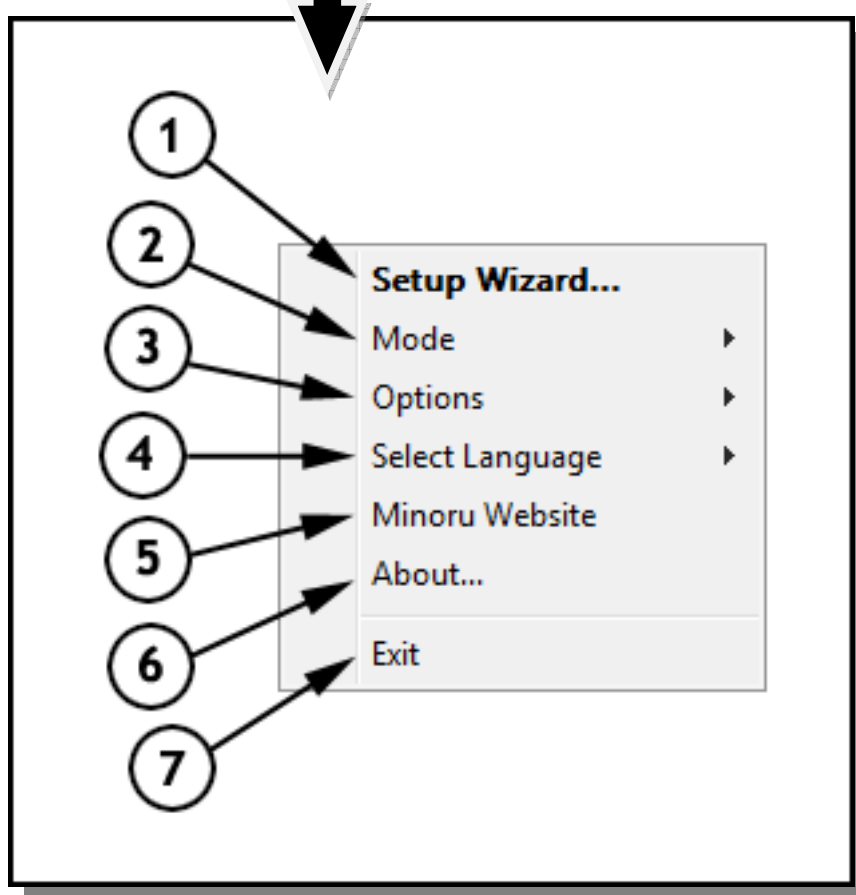 1
Setup Wizard...
2
Mode
3
Options
4
Select Language
5
Minoru Website
6
About...
7
Exit